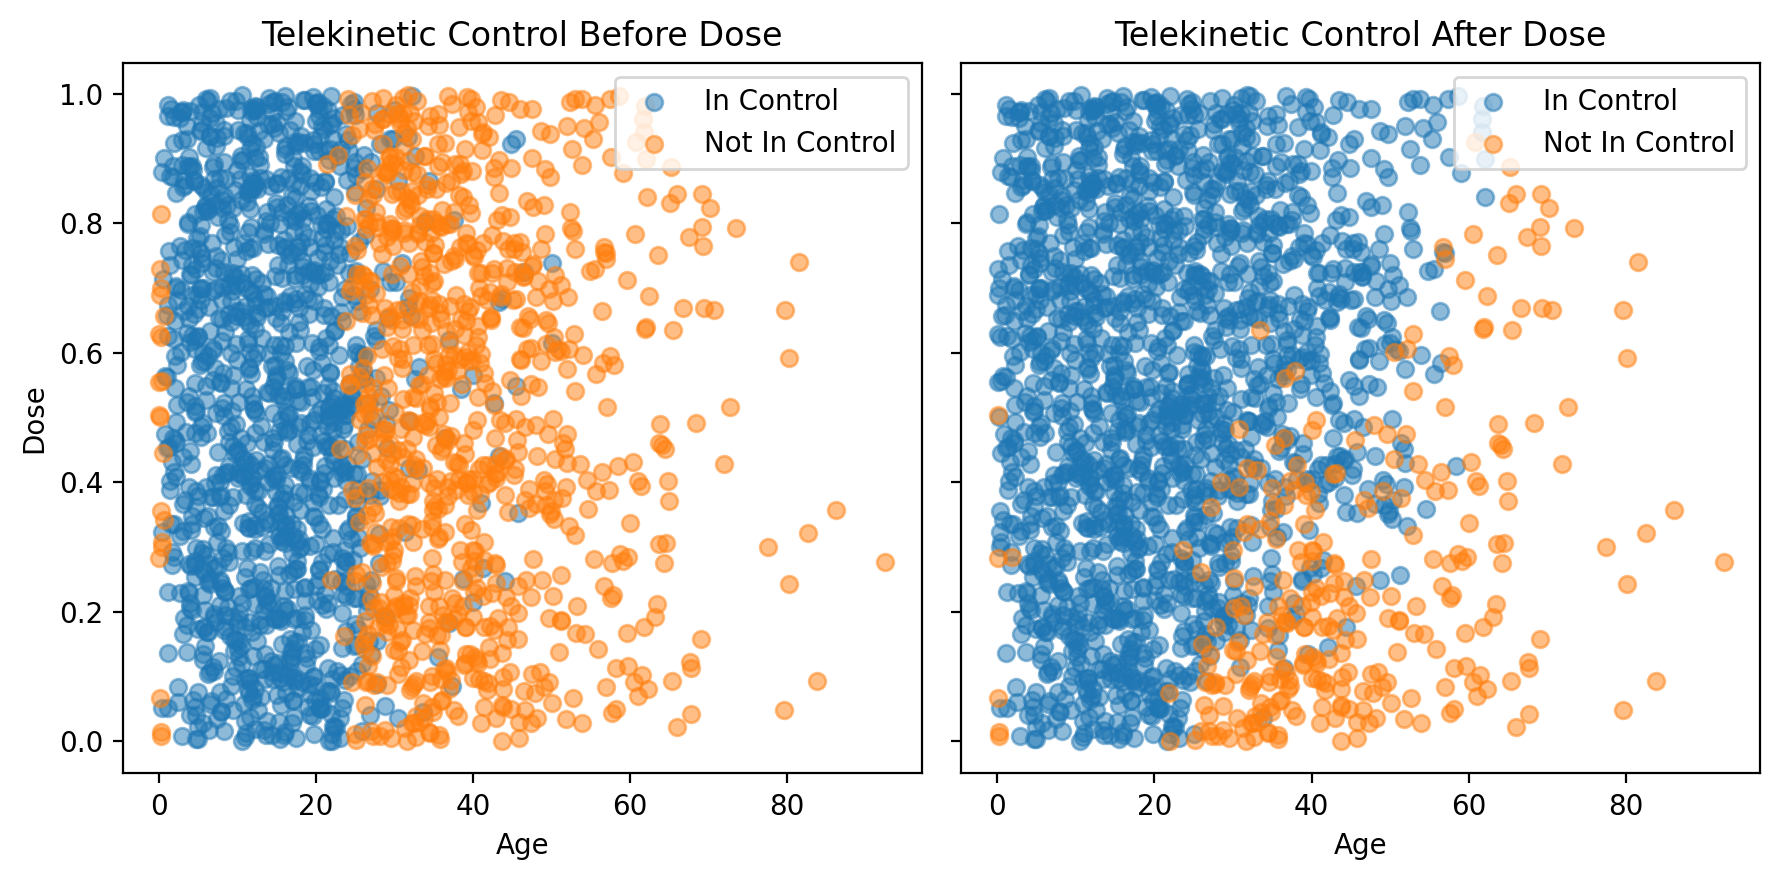 Telekinetic Control Before Dose
Telekinetic Control After Dose
In Control
Not In Control
In Control
Not In Control
1.0
0.8
0.6
0.4
0.2
0.0
Dose
0 20 40 60 80
0 20 40 60 80
Age
Age